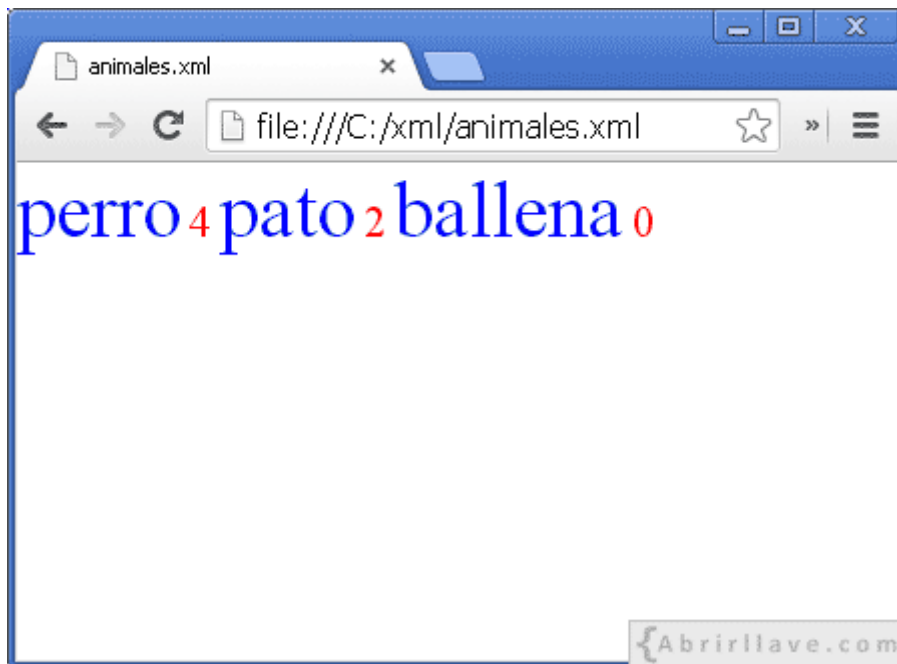 animales.xml
file:///C:/xml/animales.xml
perro 4 pato 2 ballena 0
{Abrirllave.com